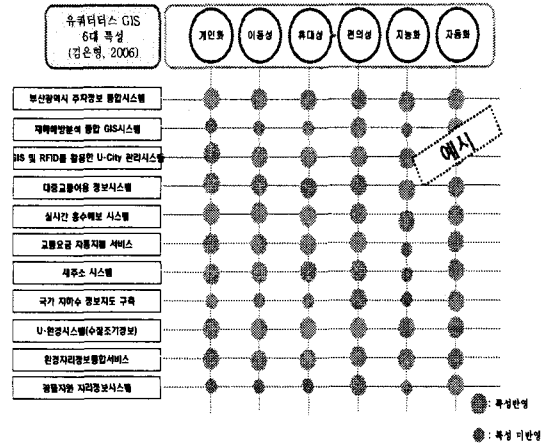 유쿼터스 GIS
6대 특성
(김은형, 2006)
개인화 이동성 휴대성 편의성 지능화 자동화
부산광역시 주차정보 통합시스템
재해예방분석 통합 GIS시스템
GIS 및 RFID를 활용한 U-City 관리시스템
예시
대중교통이용 정보시스템
실시간 홍수예보 시스템
교통요금 자동지불 서비스
새주소 시스템
국가 지하수 정보지도 구축
U-환경시스템(수질조기경보)
환경지리정보통합서비스
광물자원 지리정보시스템
: 특성반영
: 특성 미반영